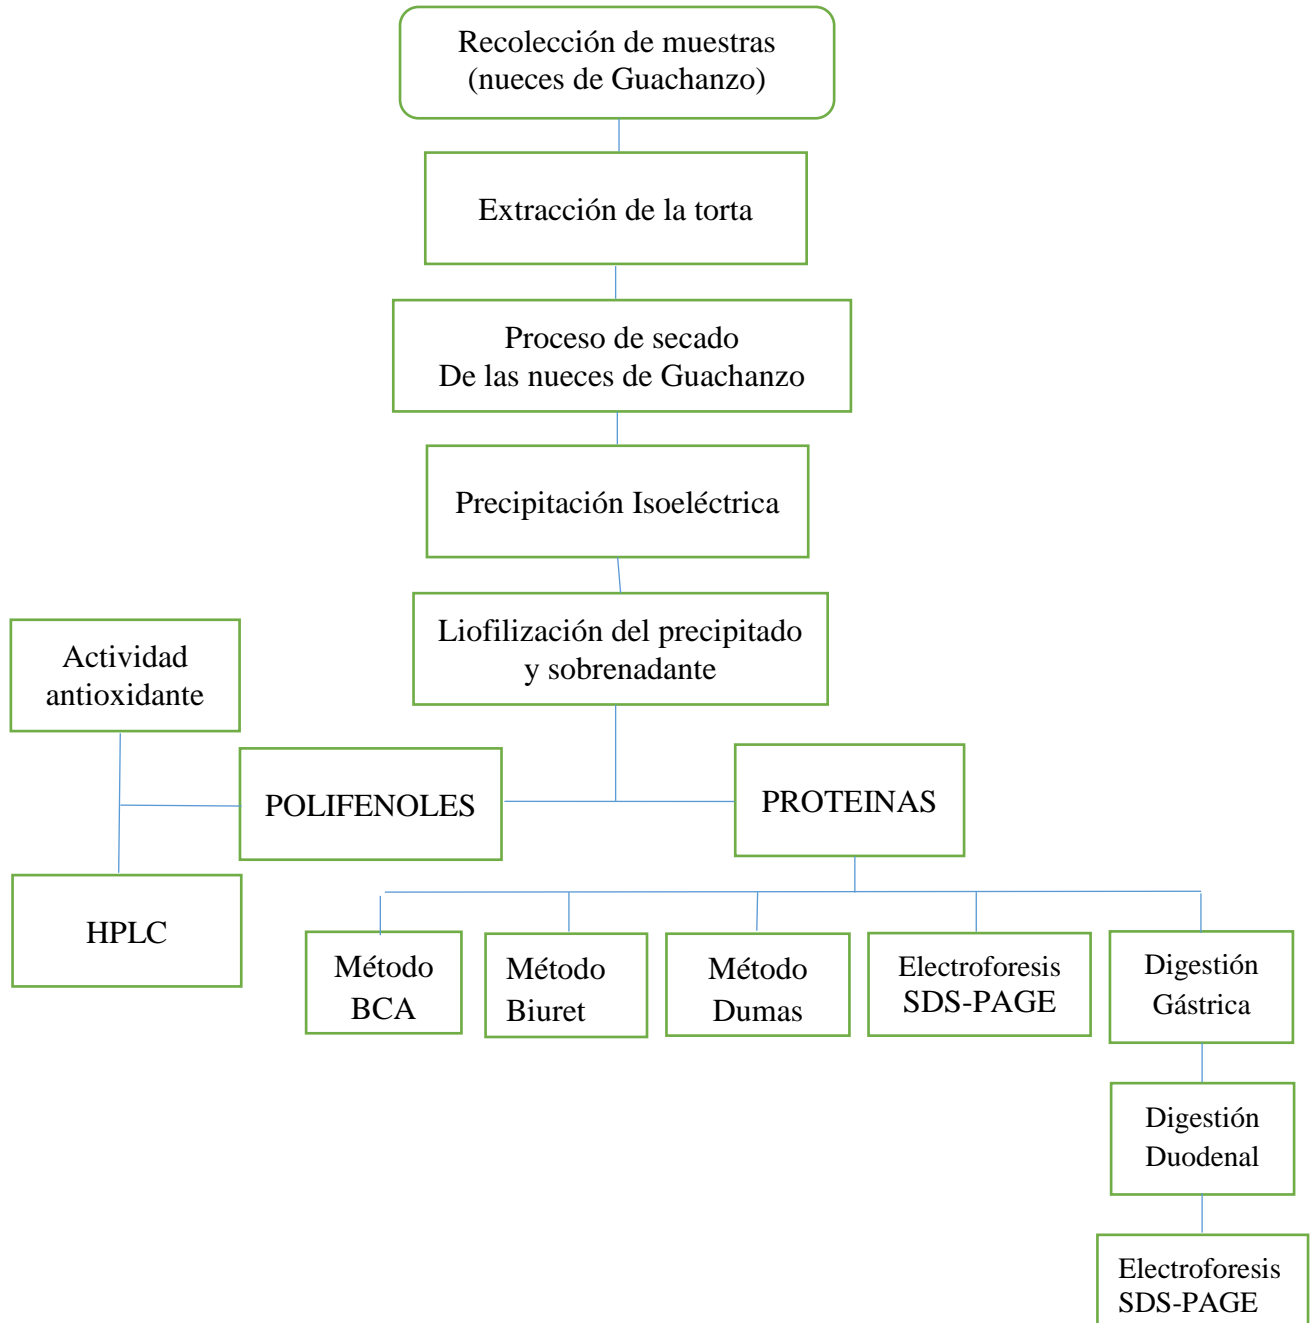 Recolección de muestras
(nueces de Guachanzo)
Extracción de la torta
Proceso de secado
De las nueces de Guachanzo
Precipitación Isoeléctrica
Liofilización del precipitado
y sobrenadante
Actividad
antioxidante
POLIFENOLES
PROTEINAS
HPLC
Método
BCA
Método
Biuret
Método
Dumas
Electroforesis
SDS-PAGE
Digestión
Gástrica
Digestión
Duodenal
Electroforesis
SDS-PAGE